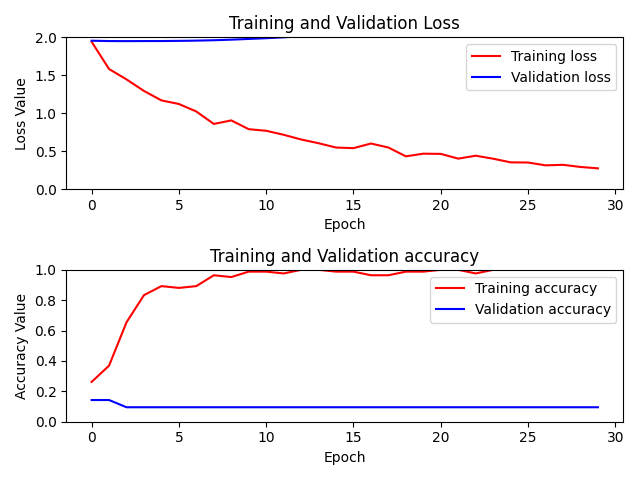 Training and Validation Loss
2.0
1.5
1.0
0.5
0.0
Loss Value
Training loss
Validation loss
0 5 10 15 20 25 30
Epoch
Training and Validation accuracy
1.0
0.8
0.6
0.4
0.2
0.0
Accuracy Value
Training accuracy
Validation accuracy
0 5 10 15 20 25 30
Epoch